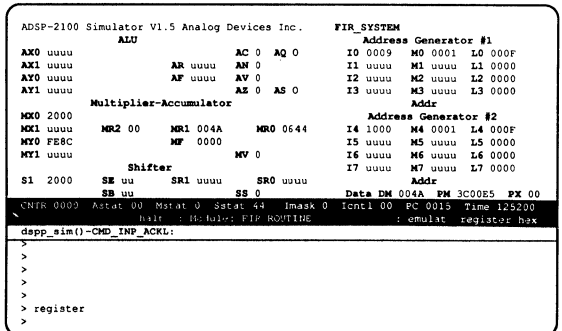 ADSP-2100 Simulator V1.5 Analog Devices Inc. FIR_SYSTEM
ALU Address Generator #1
AX0 uuuu AC 0 AQ 0 I0 0009 M0 0001 L0 000F
AX1 uuuu AR uuuu AN 0 I1 uuuu M1 uuuu L1 0000
AY0 uuuu AF uuuu AV 0 I2 uuuu M2 uuuu L2 0000
AY1 uuuu AZ 0 AS 0 I3 uuuu M3 uuuu L3 0000
Multiplier-Accumulator Addr
MX0 2000 Address Generator #2
MX1 uuuu MR2 00 MR1 004A MR0 0644 I4 1000 M4 0001 L4 000F
MY0 FE8C MF 0000 I5 uuuu M5 uuuu L5 0000
MY1 uuuu MV 0 I6 uuuu M6 uuuu L6 0000
Shifter I7 uuuu M7 uuuu L7 0000
S1 2000 SE uu SR1 uuuu SR0 uuuu Addr
SB uu SS 0 Data DM 004A PM 3C00E5 PX 00
CNTR 0009 Astat 00 Mstat 0 Sstat 44 Imask 0 Icntl 00 PC 0015 Time 125200
halt : Module: FIR ROUTINE : emulat register hex
dspp_sim()-CMD_INP_ACKL:
>
>
>
>
>
> register
>